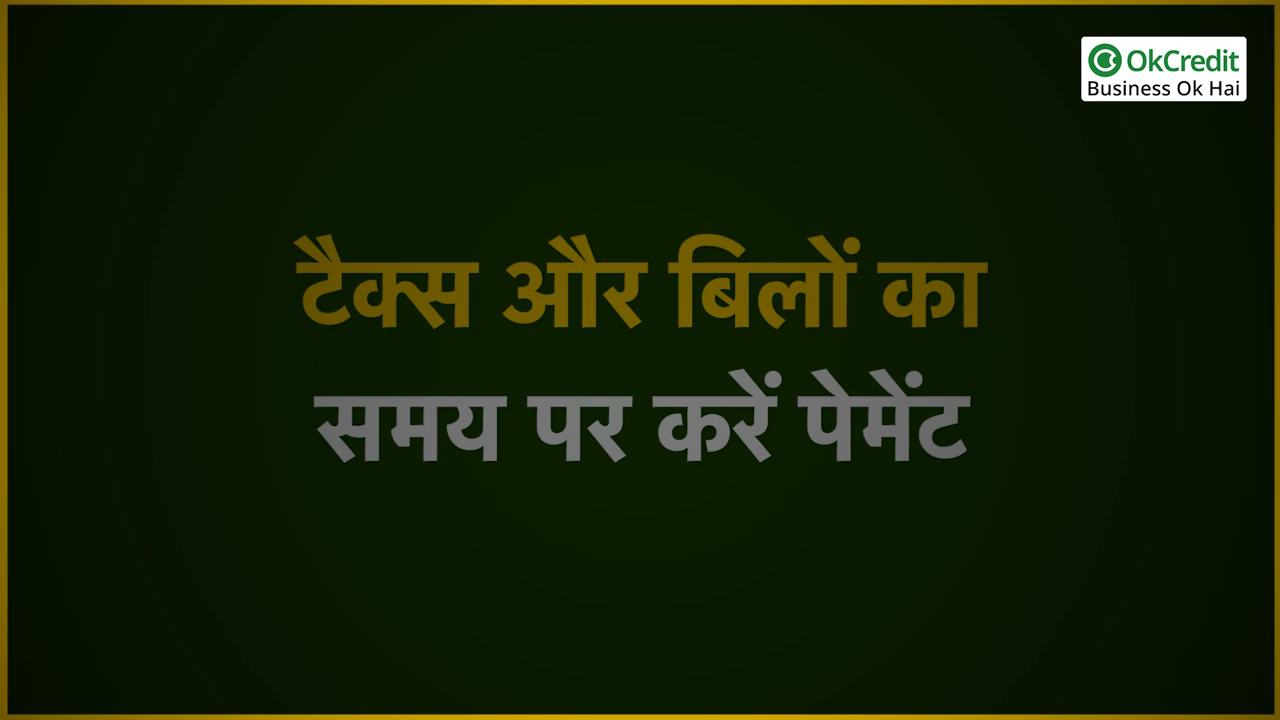 OkCredit
Business Ok Hai
टैक्स और बिलों का
समय पर करें पेमेंट